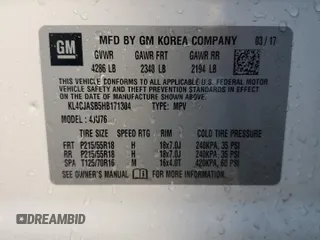 GM
MFD BY GM KOREA COMPANY 03/17
GVWR GAWR FRT GAWR RR
4286 LB 2348 LB 2194 LB
THIS VEHICLE CONFORMS TO ALL APPLICABLE U.S. FEDERAL MOTOR VEHICLE SAFETY, BUMPER, AND THEFT PREVENTION STANDARDS IN EFFECT ON THE DATE OF MANUFACTURE SHOWN ABOVE.
KL4CJASB5HB171304 TYPE: MPV
MODEL: 4JU76
TIRE SIZE SPEED RTG RIM COLD TIRE PRESSURE
FRT P215/55R18 H 18x7.0J 240KPA, 35 PSI
RR P215/55R18 H 18x7.0J 240KPA, 35 PSI
SPA T125/70R16 M 16x4.0T 420KPA, 60 PSI
SEE OWNER'S MANUAL FOR ADDITIONAL INFORMATION.
DREAMBID